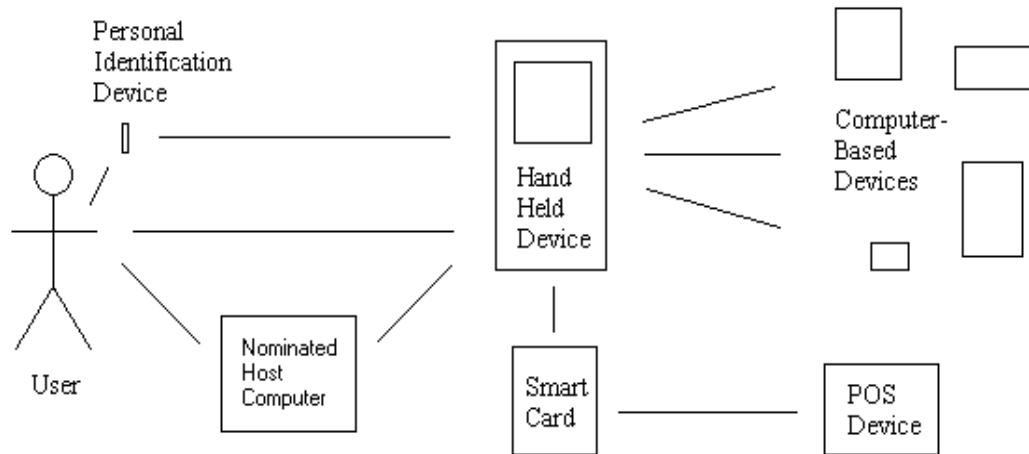 Personal
Identification
Device
Hand
Held
Device
Computer-
Based
Devices
User
Nominated
Host
Computer
Smart
Card
POS
Device